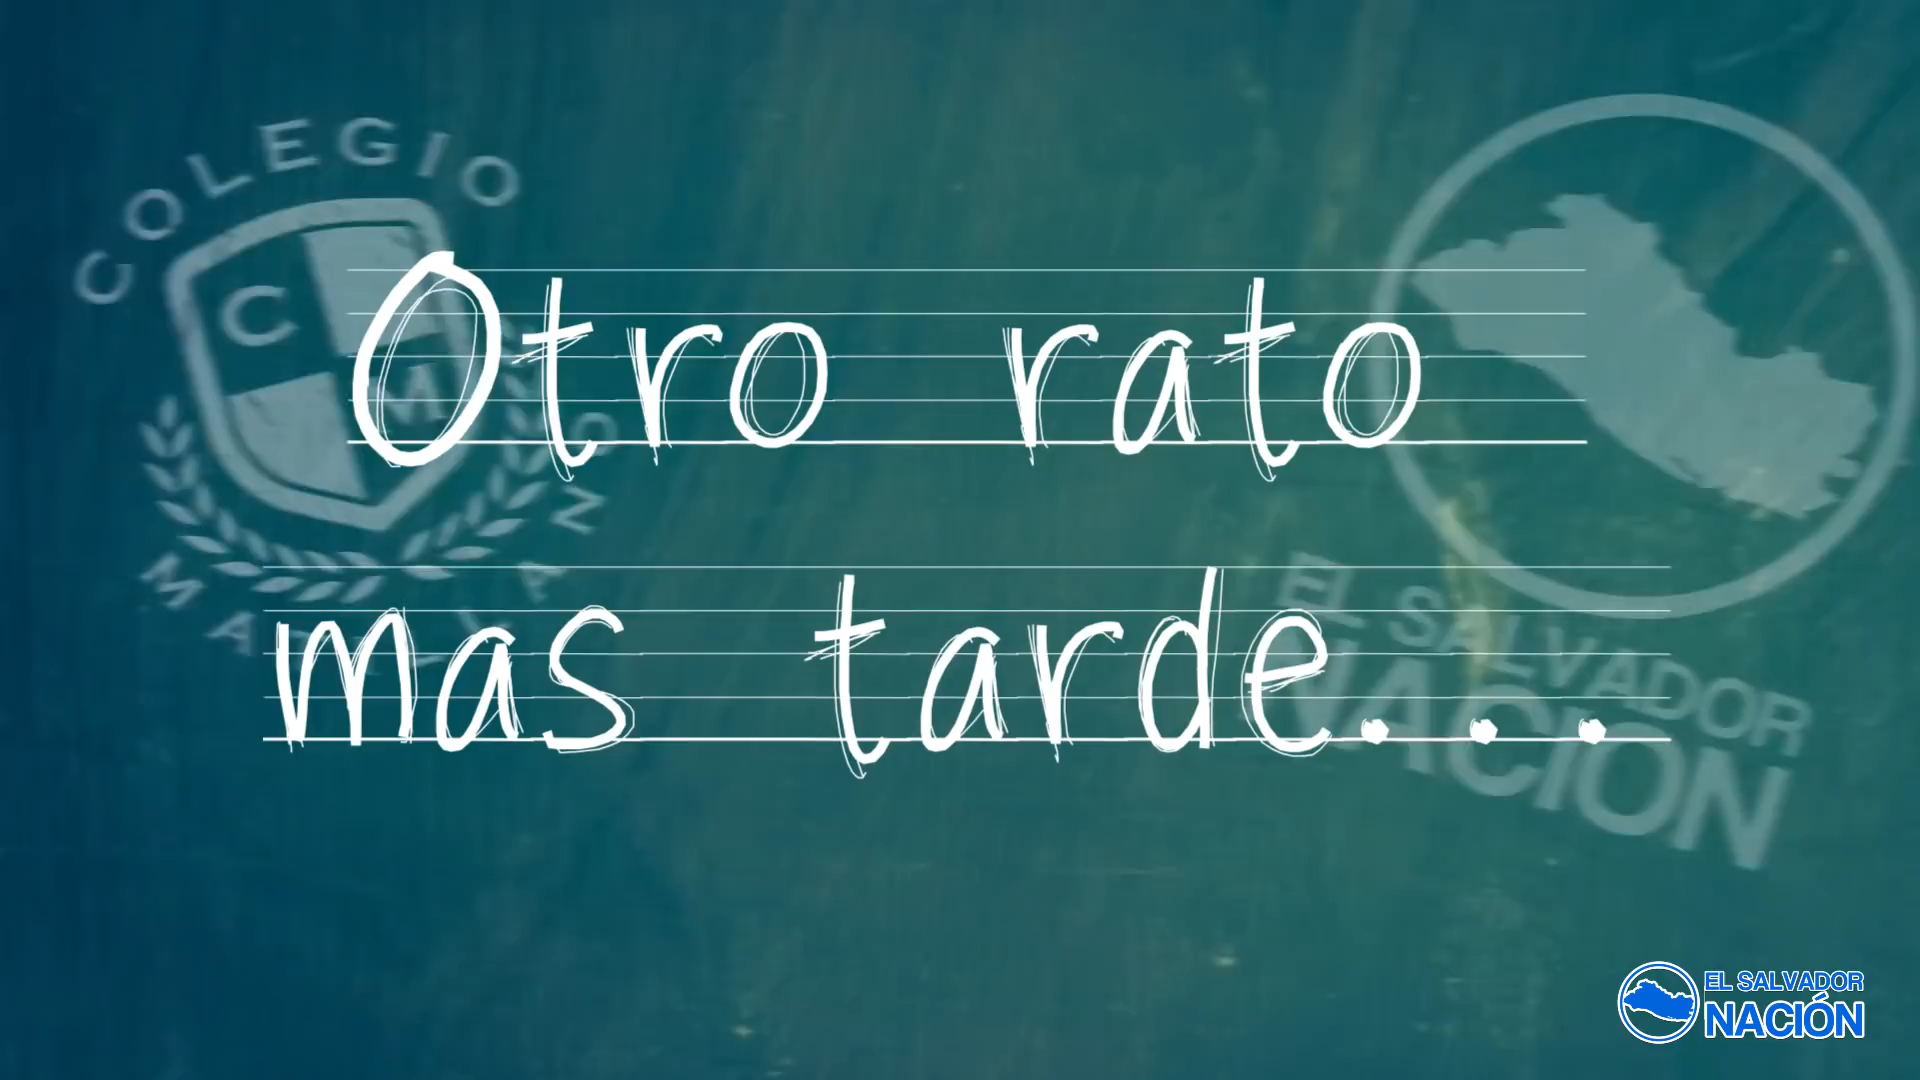 COLEGIO
C
M
Otro rato
mas tarde...
EL SALVADOR
NACIÓN
EL SALVADOR
NACIÓN